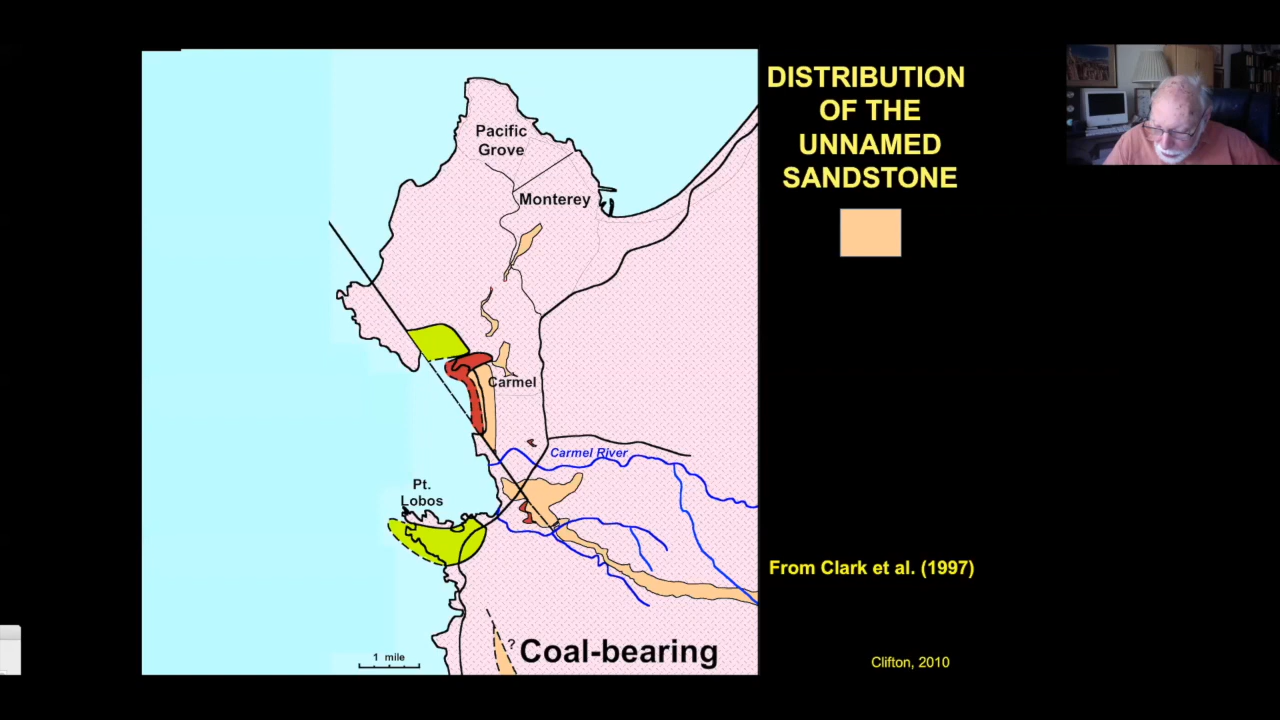 DISTRIBUTION
OF THE
UNNAMED
SANDSTONE
Pacific
Grove
Monterey
Carmel
Carmel River
Pt.
Lobos
From Clark et al. (1997)
1 mile
? Coal-bearing
Clifton, 2010